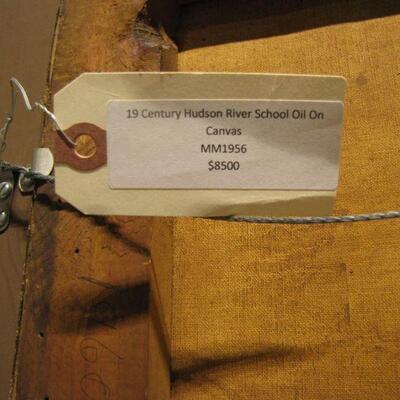 19 Century Hudson River School Oil On
Canvas
MM1956
$8500